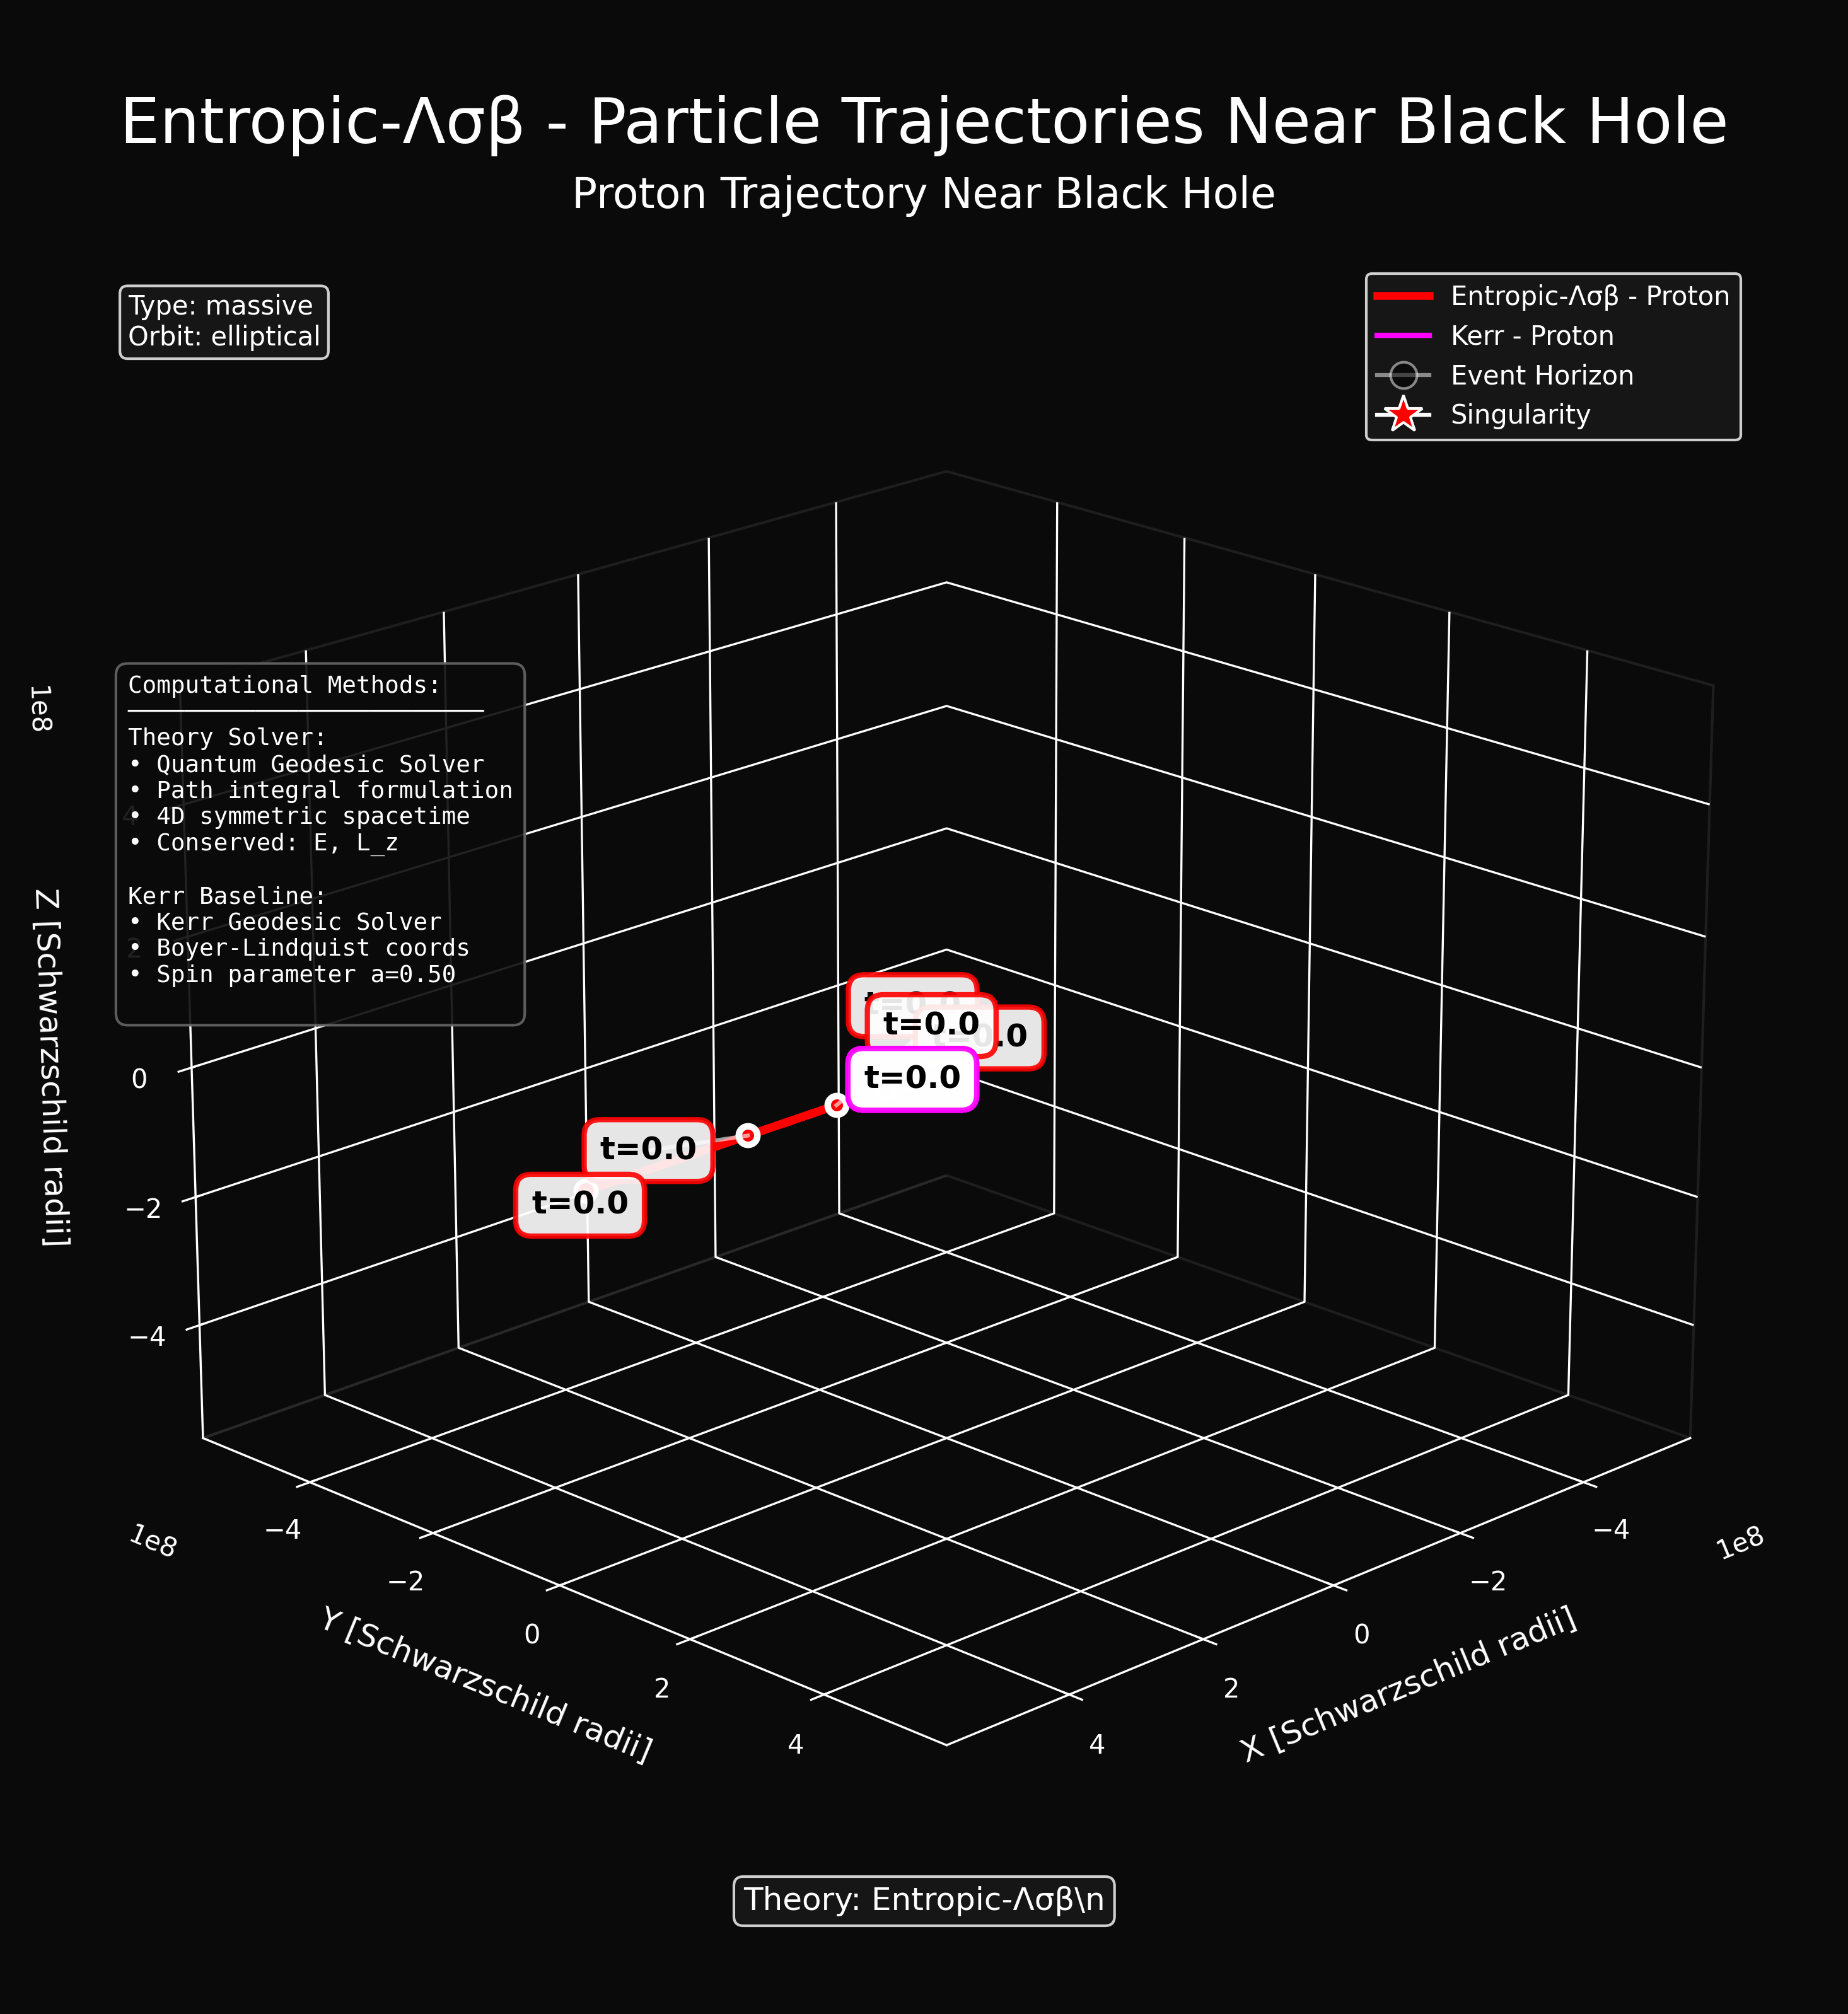 Entropic-Λσβ - Particle Trajectories Near Black Hole
Proton Trajectory Near Black Hole
Type: massive
Orbit: elliptical
Entropic-Λσβ - Proton
Kerr - Proton
Event Horizon
Singularity
1e8
Computational Methods:
Theory Solver:
• Quantum Geodesic Solver
• Path integral formulation
• 4D symmetric spacetime
• Conserved: E, L_z
Kerr Baseline:
• Kerr Geodesic Solver
• Boyer-Lindquist coords
• Spin parameter a=0.50
4
2
0
−2
−4
Z [Schwarzschild radii]
t=0.0
t=0.0
t=0.0
t=0.0
t=0.0
t=0.0
1e8
−4
−2
0
2
4
Y [Schwarzschild radii]
4
2
0
−2
−4
1e8
X [Schwarzschild radii]
Theory: Entropic-Λσβ\n